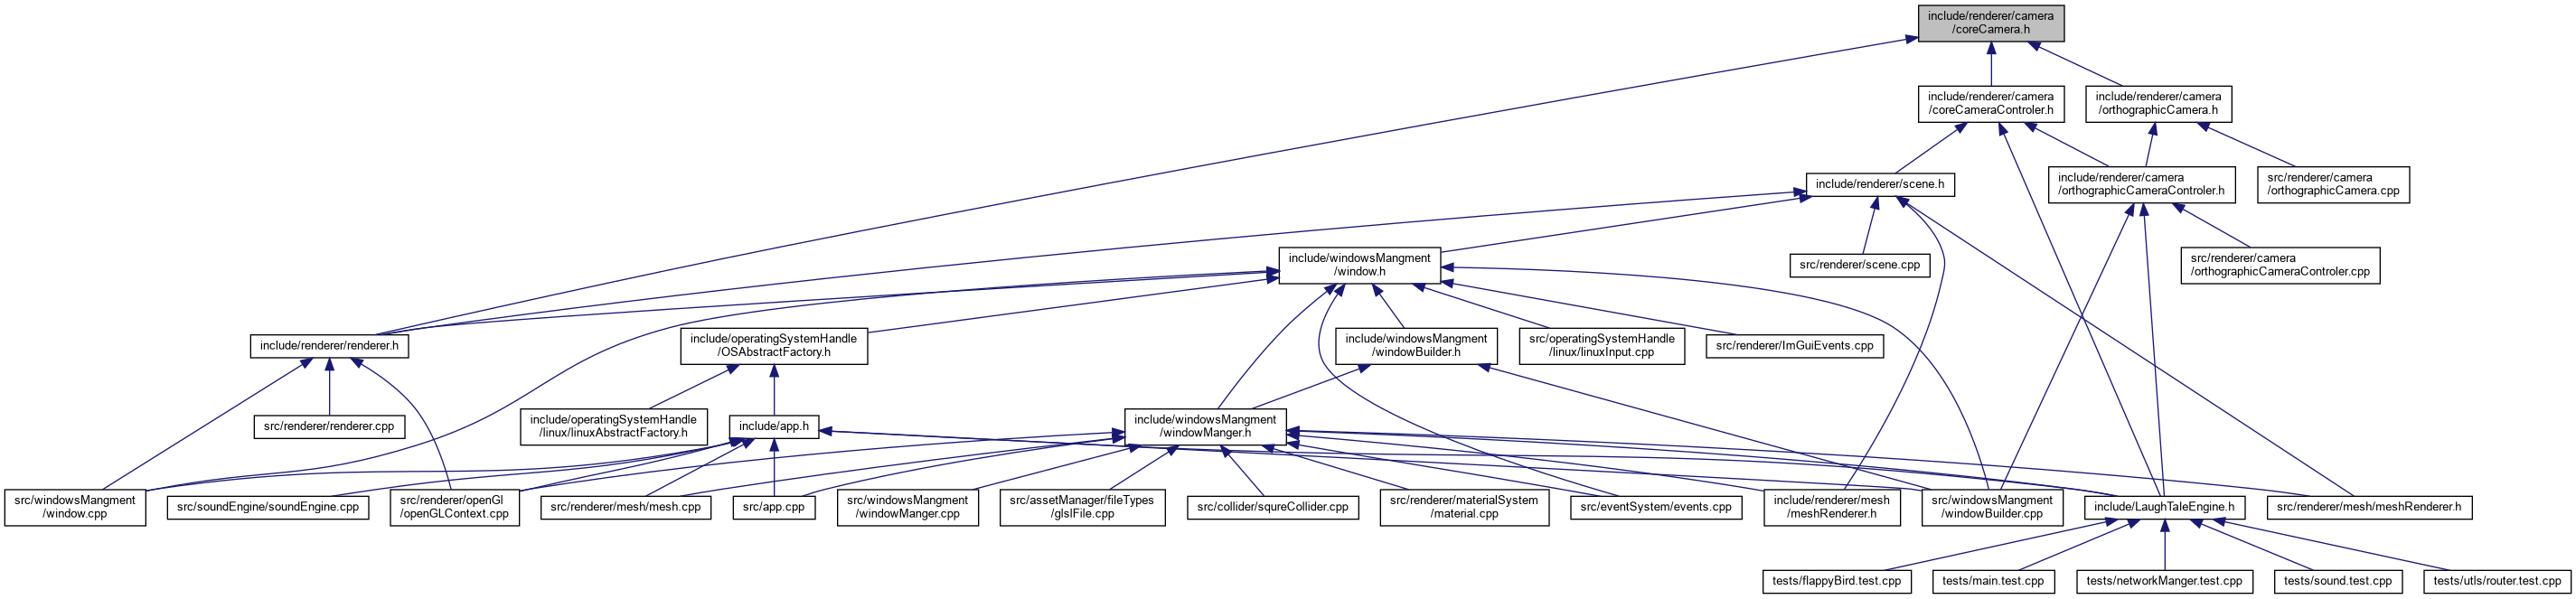 include/renderer/camera
/coreCamera.h
include/renderer/camera
/coreCameraControler.h
include/renderer/camera
/orthographicCamera.h
include/renderer/scene.h
include/renderer/camera
/orthographicCameraControler.h
src/renderer/camera
/orthographicCamera.cpp
include/windowsMangment
/window.h
src/renderer/scene.cpp
src/renderer/camera
/orthographicCameraControler.cpp
include/renderer/renderer.h
include/operatingSystemHandle
/OSAbstractFactory.h
include/windowsMangment
/windowBuilder.h
src/operatingSystemHandle
/linux/linuxInput.cpp
src/renderer/ImGuiEvents.cpp
src/renderer/renderer.cpp
include/operatingSystemHandle
/linux/linuxAbstractFactory.h
include/app.h
include/windowsMangment
/windowManger.h
src/windowsMangment
/window.cpp
src/soundEngine/soundEngine.cpp
src/renderer/openGl
/openGLContext.cpp
src/renderer/mesh/mesh.cpp
src/app.cpp
src/windowsMangment
/windowManger.cpp
src/assetManager/fileTypes
/glslFile.cpp
src/collider/squreCollider.cpp
src/renderer/materialSystem
/material.cpp
src/eventSystem/events.cpp
include/renderer/mesh
/meshRenderer.h
src/windowsMangment
/windowBuilder.cpp
include/LaughTaleEngine.h
src/renderer/mesh/meshRenderer.h
tests/flappyBird.test.cpp
tests/main.test.cpp
tests/networkManger.test.cpp
tests/sound.test.cpp
tests/utls/router.test.cpp